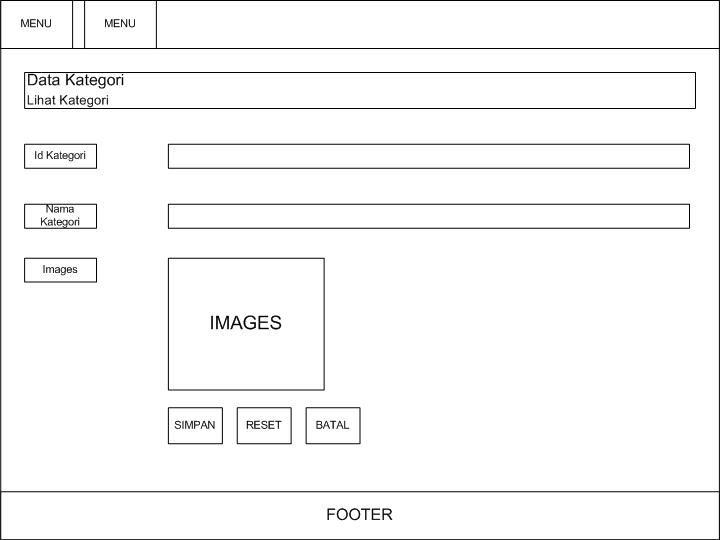 MENU
MENU
Data Kategori
Lihat Kategori
Id Kategori
Nama
Kategori
Images
IMAGES
SIMPAN
RESET
BATAL
FOOTER